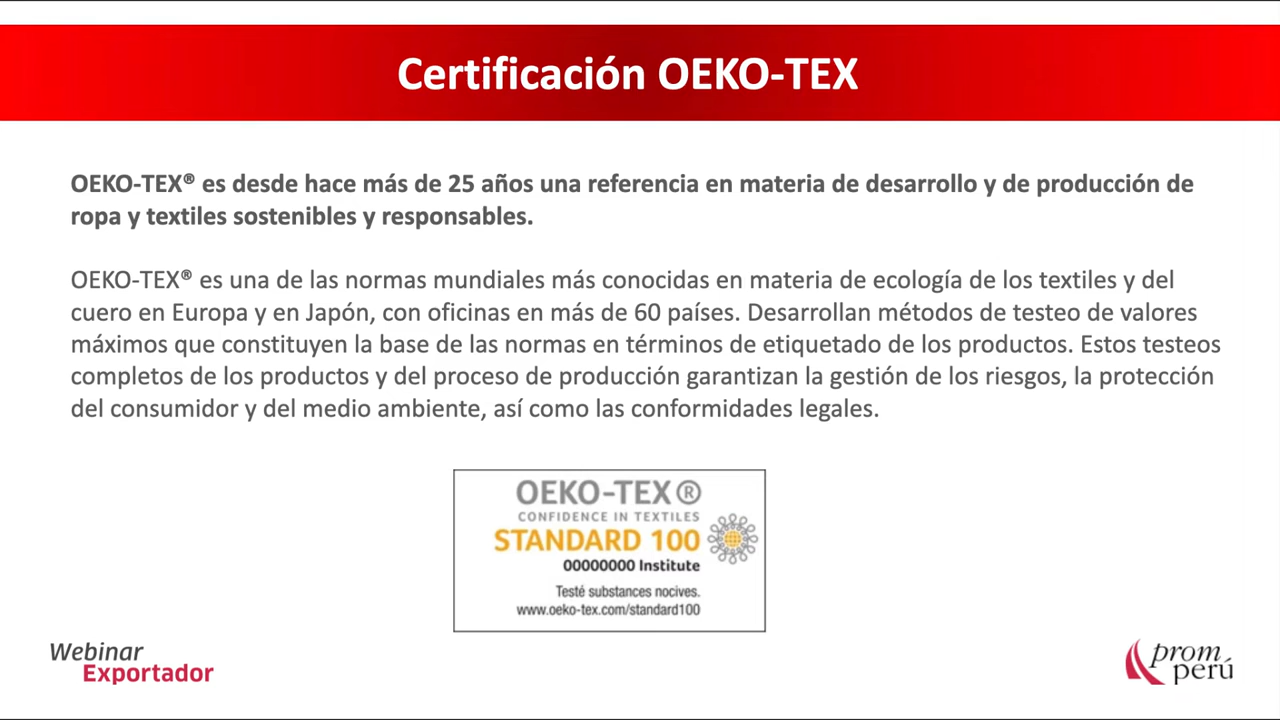 Certificación OEKO-TEX
OEKO-TEX® es desde hace más de 25 años una referencia en materia de desarrollo y de producción de
ropa y textiles sostenibles y responsables.
OEKO-TEX® es una de las normas mundiales más conocidas en materia de ecología de los textiles y del
cuero en Europa y en Japón, con oficinas en más de 60 países. Desarrollan métodos de testeo de valores
máximos que constituyen la base de las normas en términos de etiquetado de los productos. Estos testeos
completos de los productos y del proceso de producción garantizan la gestión de los riesgos, la protección
del consumidor y del medio ambiente, así como las conformidades legales.
OEKO-TEX®
CONFIDENCE IN TEXTILES
STANDARD 100
00000000 Institute
Testé substances nocives.
www.oeko-tex.com/standard100
Webinar
Exportador
prom
perú